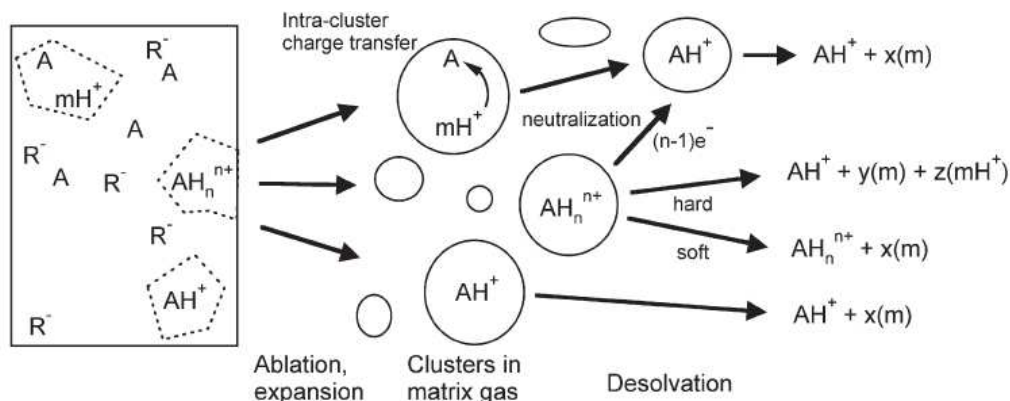 A
mH⁺
R⁻
A
A
R⁻
A
R⁻
AHₙⁿ⁺
R⁻
AH⁺
R⁻
Intra-cluster
charge transfer
A
mH⁺
AH⁺
AH⁺ + x(m)
neutralization
(n-1)e⁻
AHₙⁿ⁺
hard
soft
AH⁺ + y(m) + z(mH⁺)
AHₙⁿ⁺ + x(m)
AH⁺
AH⁺ + x(m)
Ablation,
expansion
Clusters in
matrix gas
Desolvation